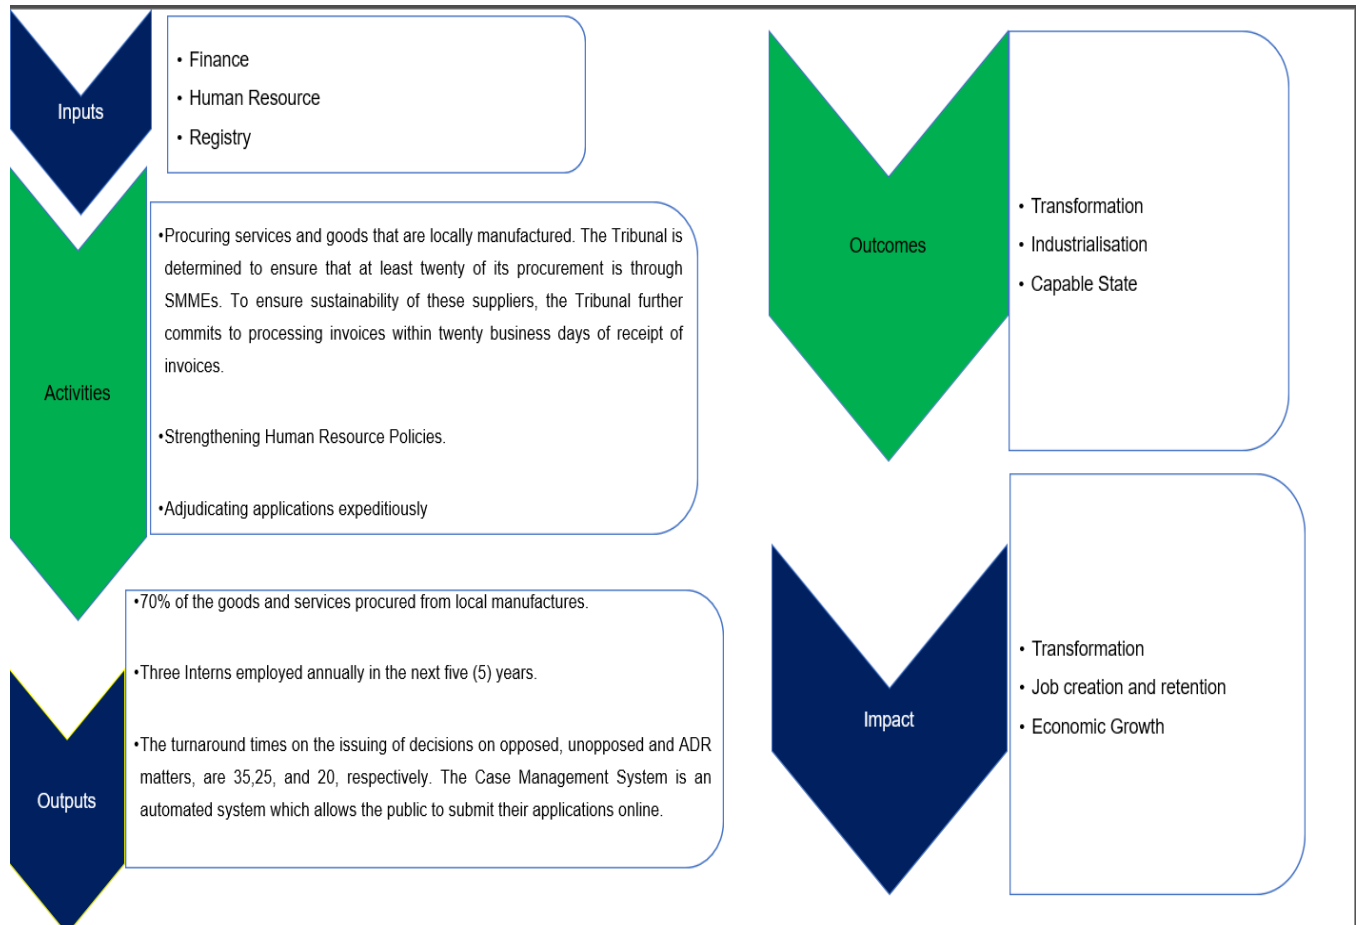 Inputs
• Finance
• Human Resource
• Registry
Activities
•Procuring services and goods that are locally manufactured. The Tribunal is
determined to ensure that at least twenty of its procurement is through
SMMEs. To ensure sustainability of these suppliers, the Tribunal further
commits to processing invoices within twenty business days of receipt of
invoices.
•Strengthening Human Resource Policies.
•Adjudicating applications expeditiously
Outputs
•70% of the goods and services procured from local manufactures.
•Three Interns employed annually in the next five (5) years.
•The turnaround times on the issuing of decisions on opposed, unopposed and ADR
matters, are 35,25, and 20, respectively. The Case Management System is an
automated system which allows the public to submit their applications online.
Outcomes
• Transformation
• Industrialisation
• Capable State
Impact
• Transformation
• Job creation and retention
• Economic Growth